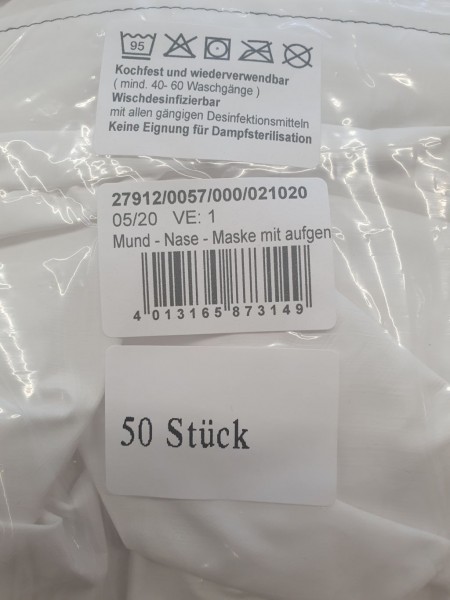 95
Kochfest und wiederverwendbar
( mind. 40- 60 Waschgänge )
Wischdesinfizierbar
mit allen gängigen Desinfektionsmitteln
Keine Eignung für Dampfsterilisation
27912/0057/000/021020
05/20 VE: 1
Mund - Nase - Maske mit aufgen -
4 013165 873149
50 Stück